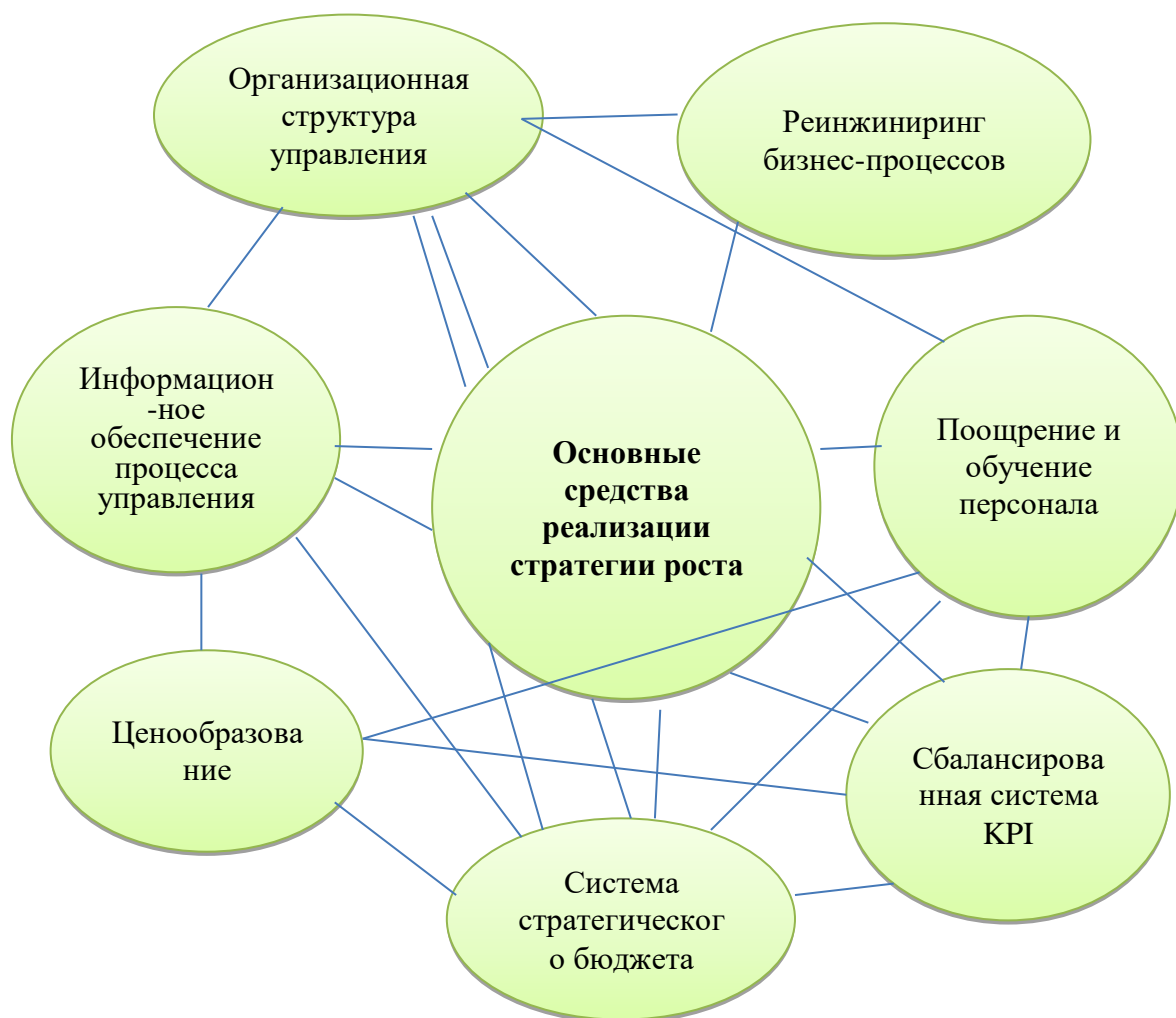 Организационная
структура
управления
Реинжиниринг
бизнес-процессов
Информацион
-ное
обеспечение
процесса
управления
Основные
средства
реализации
стратегии роста
Поощрение и
обучение
персонала
Ценообразова
ние
Сбалансирова
нная система
KPI
Система
стратегическог
о бюджета